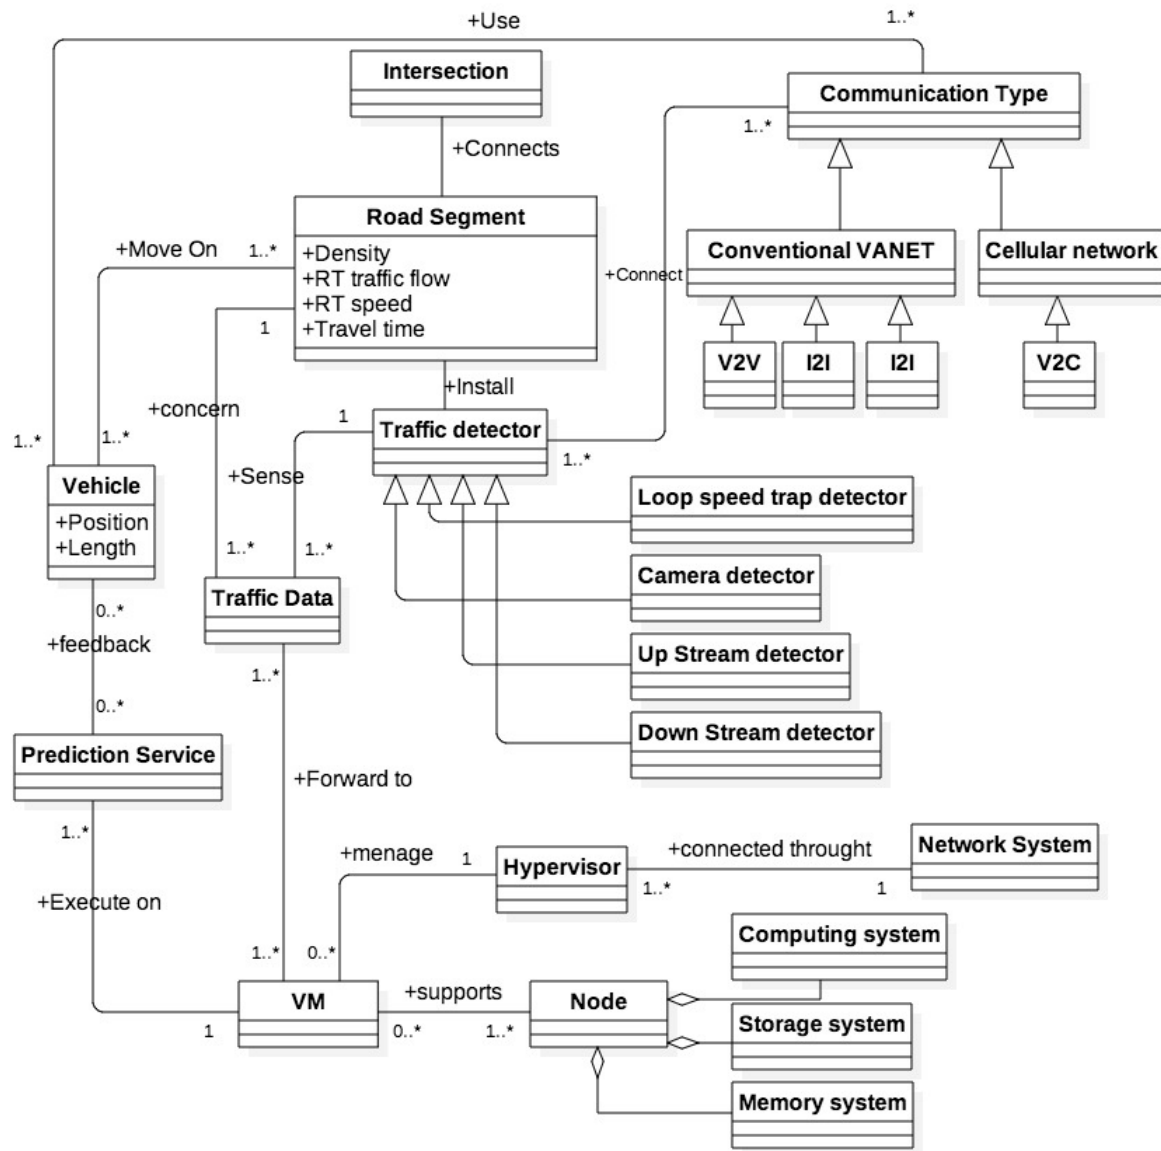 +Use
1..*
Intersection
Communication Type
1..*
+Connects
Road Segment
+Density
+RT traffic flow
+RT speed
+Travel time
+Move On
1..*
1
+Connect
Conventional VANET
Cellular network
V2V
I2I
I2I
V2C
+Install
+concern
1
Traffic detector
1..*
1..*
1..*
+Sense
Vehicle
+Position
+Length
Loop speed trap detector
1..*
1..*
Camera detector
Traffic Data
0..*
+feedback
Up Stream detector
1..*
0..*
Down Stream detector
Prediction Service
+Forward to
1..*
+menage
1
Hypervisor
+connected throught
Network System
1..*
1
+Execute on
Computing system
1..*
0..*
VM
+supports
Node
Storage system
1
0..*
1..*
Memory system